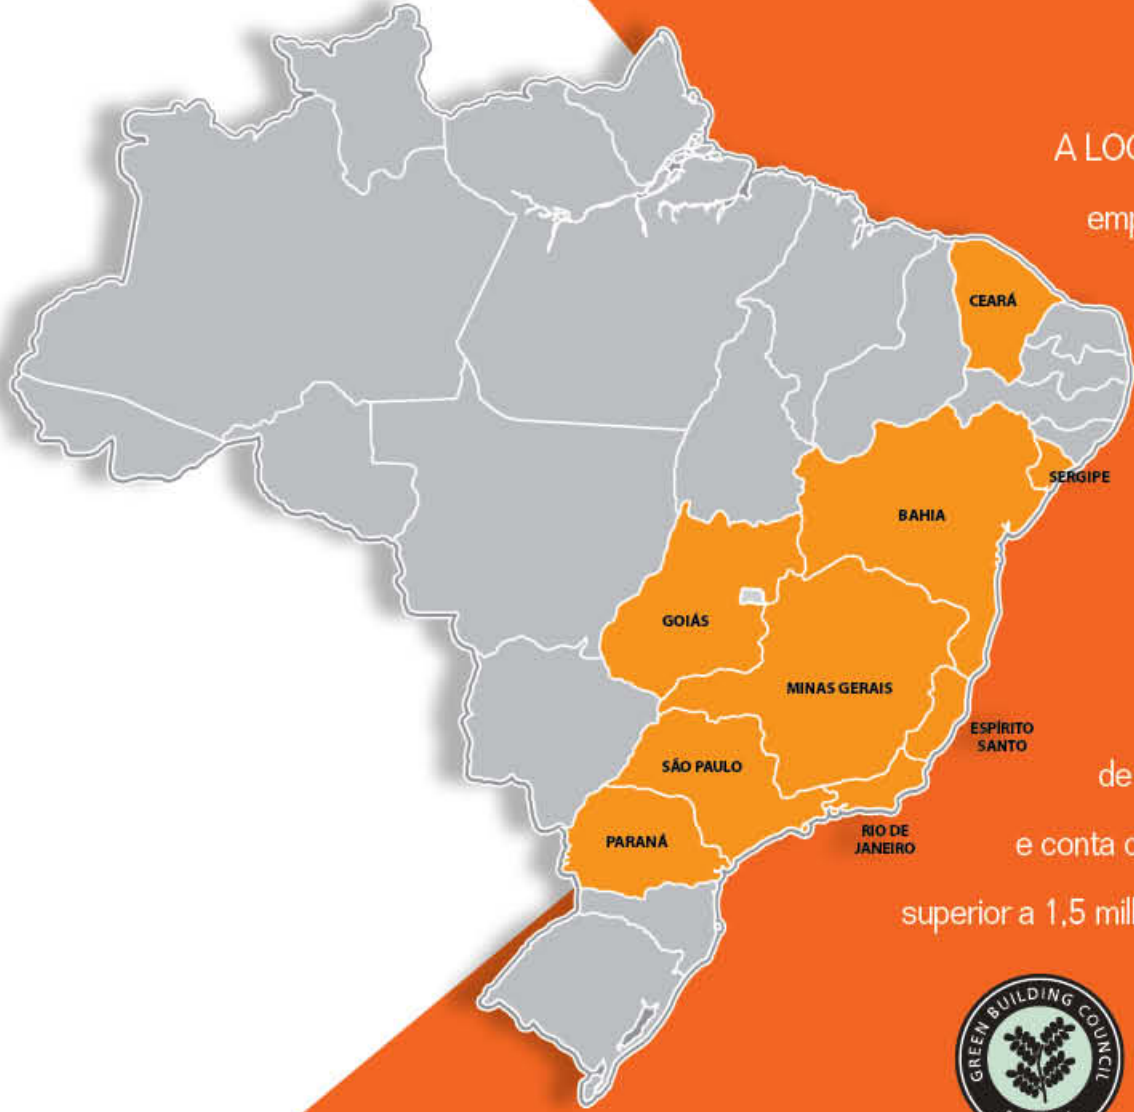 A LOG
emp
CEARÁ
SERGIPE
BAHIA
GOIÁS
MINAS GERAIS
ESPÍRITO
SANTO
SÃO PAULO
de
RIO DE
JANEIRO
PARANÁ
e conta
superior a 1,5
GREEN BUILDING COUNCIL